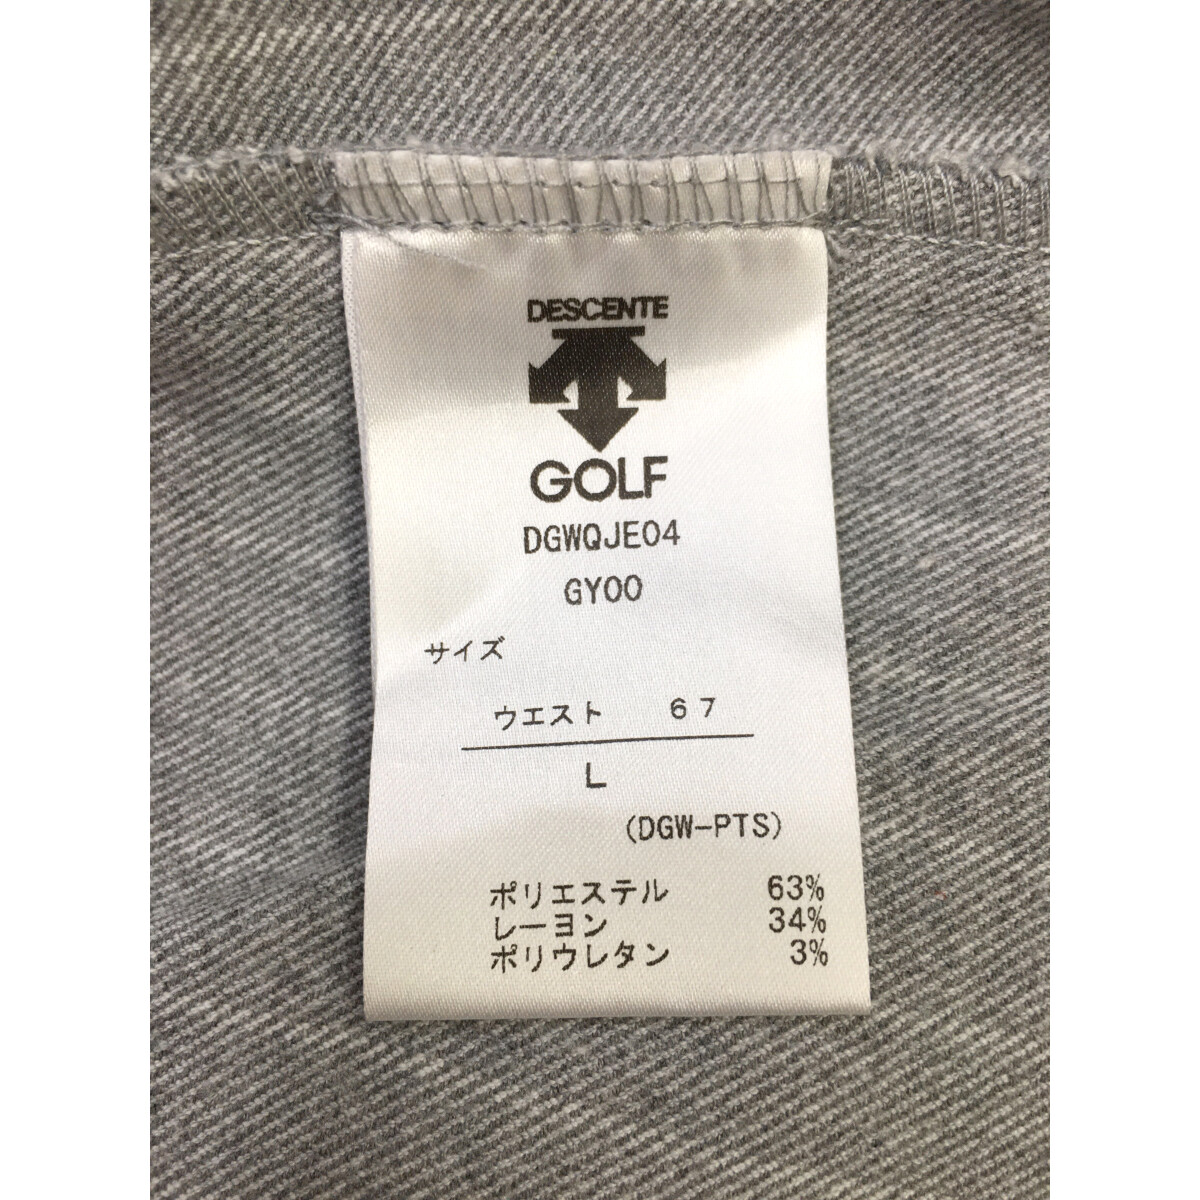 DESCENTE
GOLF
DGWQJE04
GY00
サイズ
ウエスト 67
L
(DGW-PTS)
ポリエステル 63%
レーヨン 34%
ポリウレタン 3%